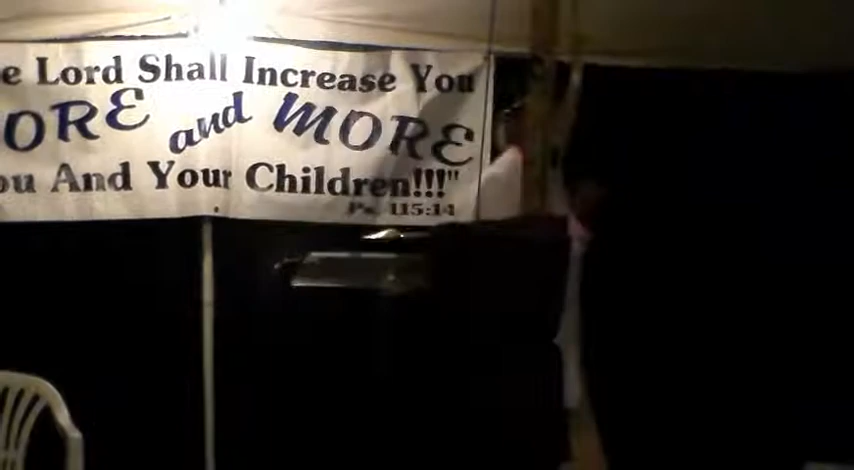 e Lord Shall Increase You
ORE and MORE
ou And Your Children!!!"
Ps. 115:14